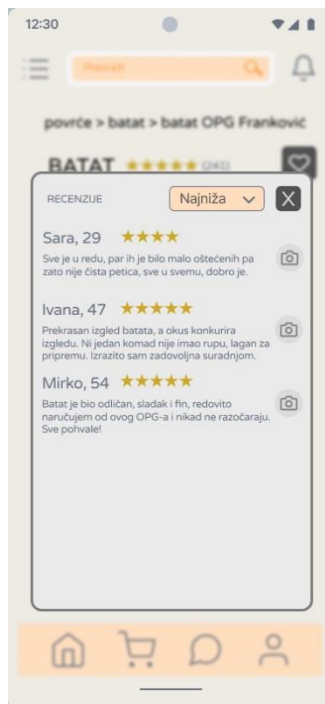 12:30
Pretraži
povrće > batat > batat OPG Franković
BATAT (241)
RECENZIJE
Najniža
X
Sara, 29
Sve je u redu, par ih je bilo malo oštećenih pa
zato nije čista petica, sve u svemu, dobro je.
Ivana, 47
Prekrasan izgled batata, a okus konkurira
izgledu. Ni jedan komad nije imao rupu, lagan za
pripremu. Izrazito sam zadovoljna suradnjom.
Mirko, 54
Batat je bio odličan, sladak i fin, redovito
naručujem od ovog OPG-a i nikad ne razočaraju.
Sve pohvale!